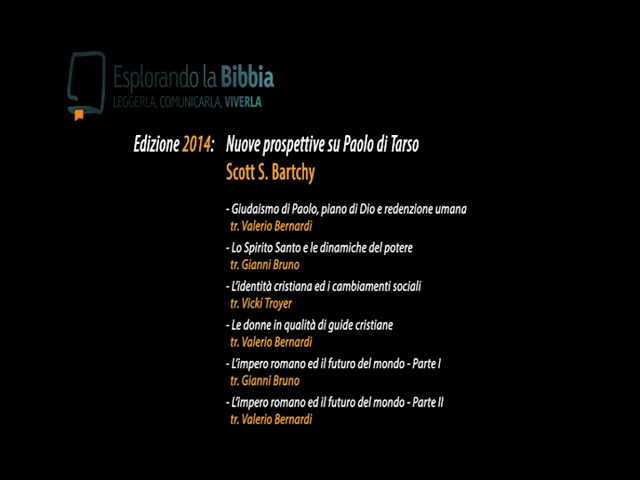 Esplorando la Bibbia
LEGGERLA, COMUNICARLA, VIVERLA
Edizione 2014: Nuove prospettive su Paolo di Tarso
Scott S. Bartchy
- Giudaismo di Paolo, piano di Dio e redenzione umana
tr. Valerio Bernardi
- Lo Spirito Santo e le dinamiche del potere
tr. Gianni Bruno
- L'identità cristiana ed i cambiamenti sociali
tr. Vicki Troyer
- Le donne in qualità di guide cristiane
tr. Valerio Bernardi
- L'impero romano ed il futuro del mondo - Parte I
tr. Gianni Bruno
- L'impero romano ed il futuro del mondo - Parte II
tr. Valerio Bernardi